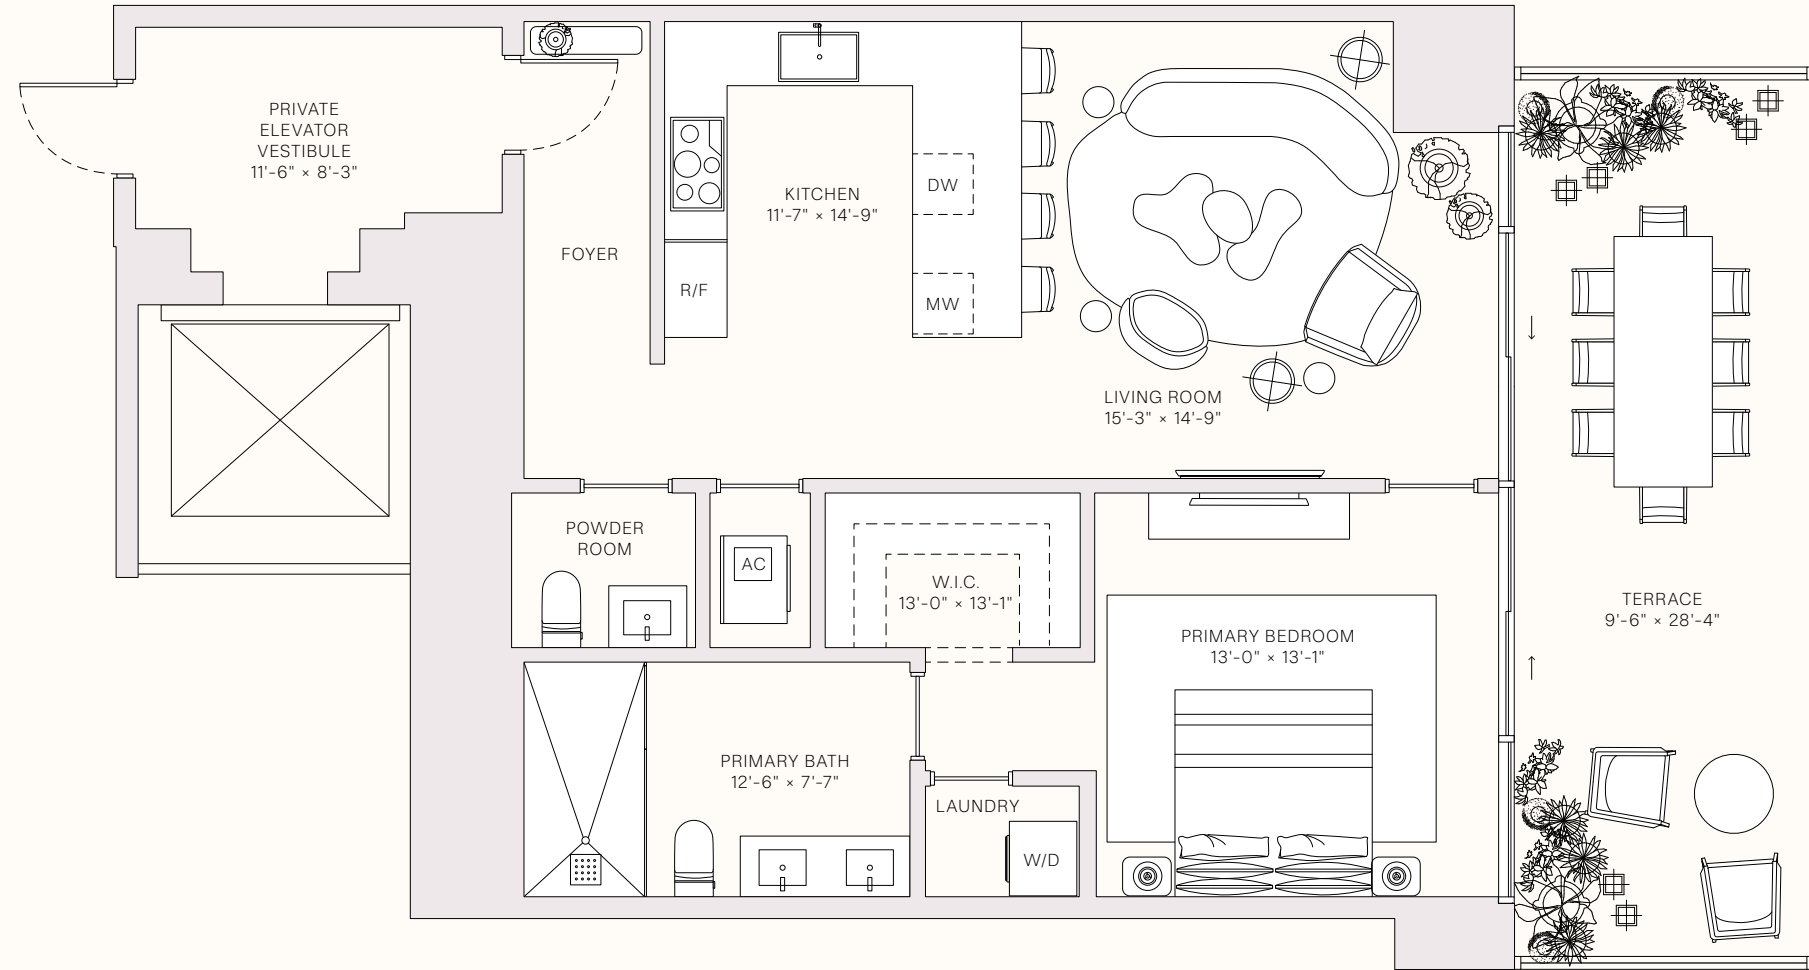 PRIVATE
ELEVATOR
VESTIBULE
11'-6" × 8'-3"
FOYER
KITCHEN
11'-7" × 14'-9"
DW
R/F
MW
LIVING ROOM
15'-3" × 14'-9"
POWDER
ROOM
AC
W.I.C.
13'-0" × 13'-1"
TERRACE
9'-6" × 28'-4"
PRIMARY BEDROOM
13'-0" × 13'-1"
PRIMARY BATH
12'-6" × 7'-7"
LAUNDRY
W/D